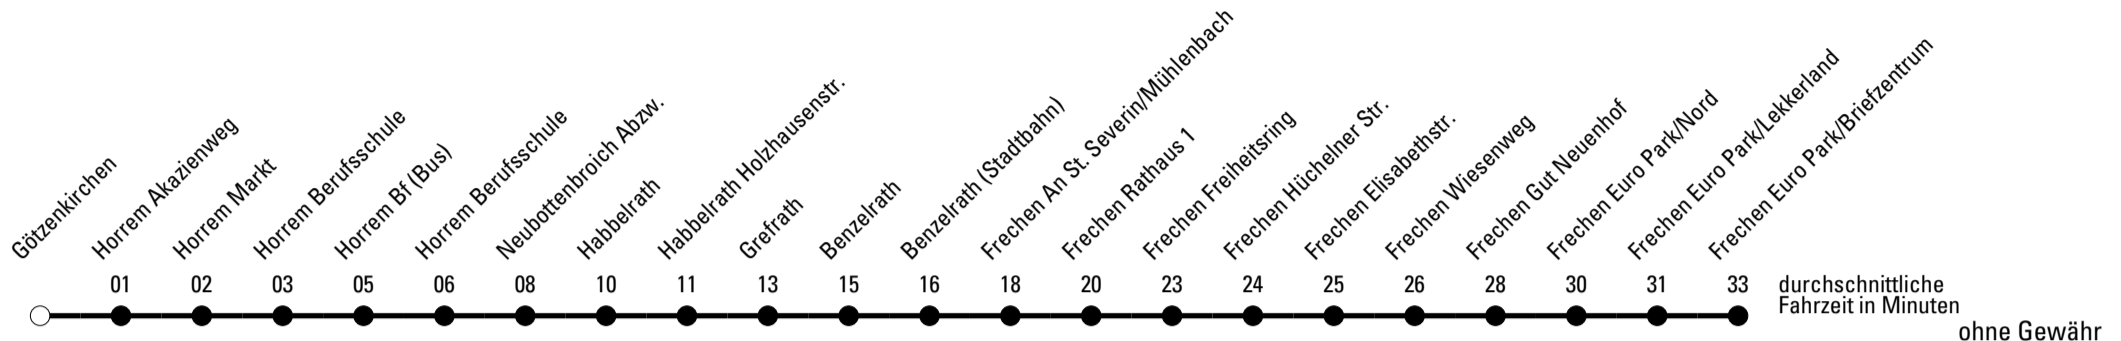 Götzenkirchen
Horrem Akazienweg
Horrem Markt
Horrem Berufsschule
Horrem Bf (Bus)
Horrem Berufsschule
Neubottenbroich Abzw.
Habbelrath
Habbelrath Holzhausenstr.
Grefrath
Benzelrath
Benzelrath (Stadtbahn)
Frechen An St. Severin/Mühlenbach
Frechen Rathaus 1
Frechen Freiheitsring
Frechen Hüchelner Str.
Frechen Elisabethstr.
Frechen Wiesenweg
Frechen Gut Neuenhof
Frechen Euro Park/Nord
Frechen Euro Park/Lekkerland
Frechen Euro Park/Briefzentrum
01 02 03 05 06 08 10 11 13 15 16 18 20 23 24 25 26 28 30 31 33
durchschnittliche
Fahrzeit in Minuten
ohne Gewähr